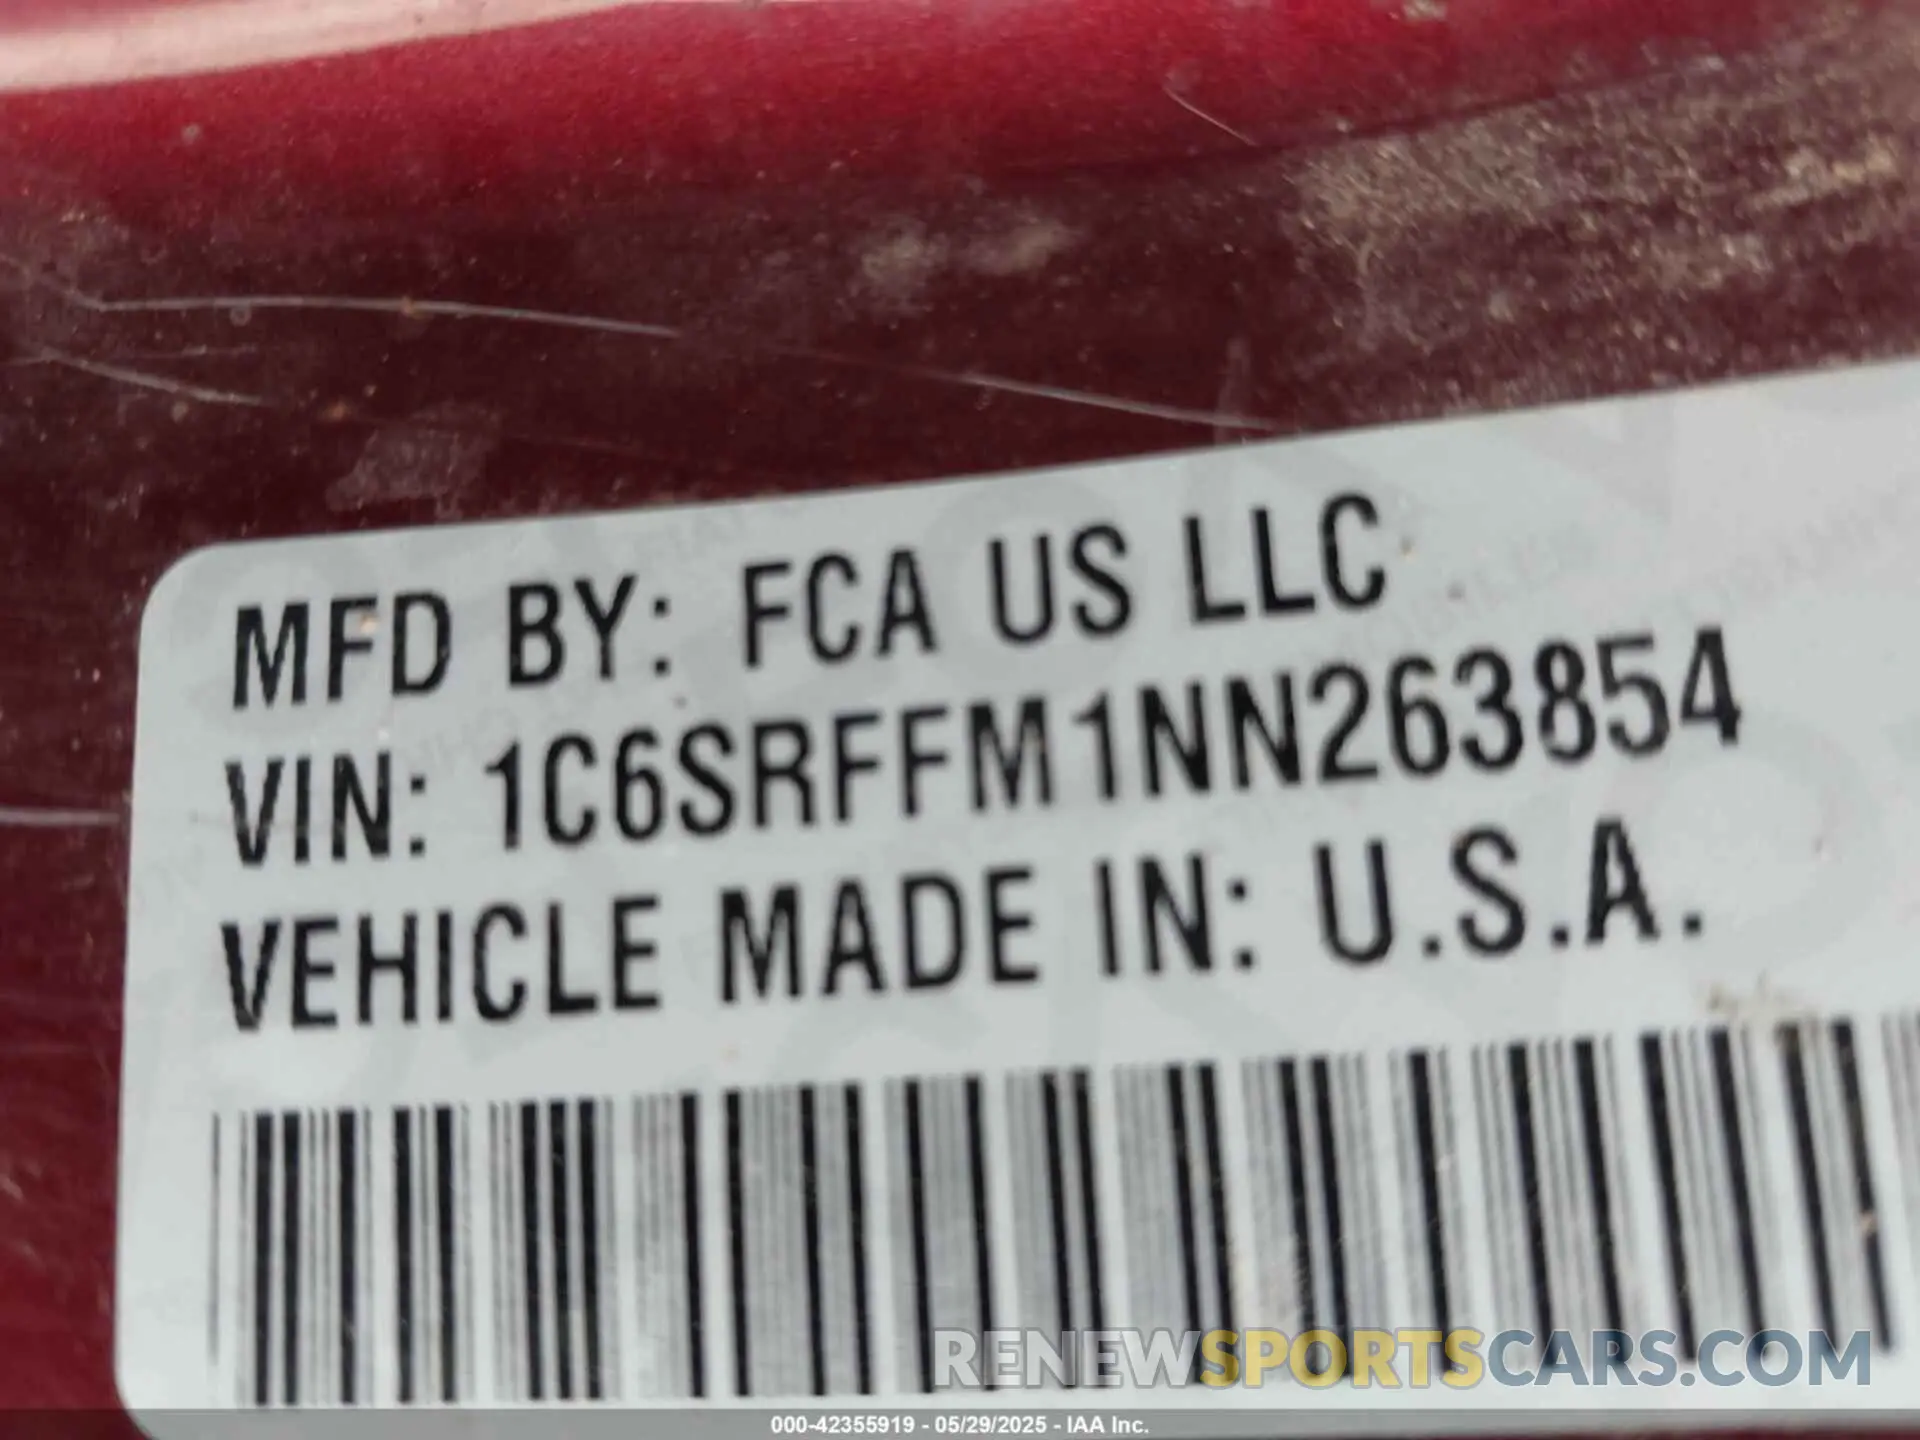 MFD BY: FCA US LLC
VIN: 1C6SRFFM1NN263854
VEHICLE MADE IN: U.S.A.
RENEWSPORTSCARS.COM
000-42355919 - 05/29/2025 - IAA Inc.